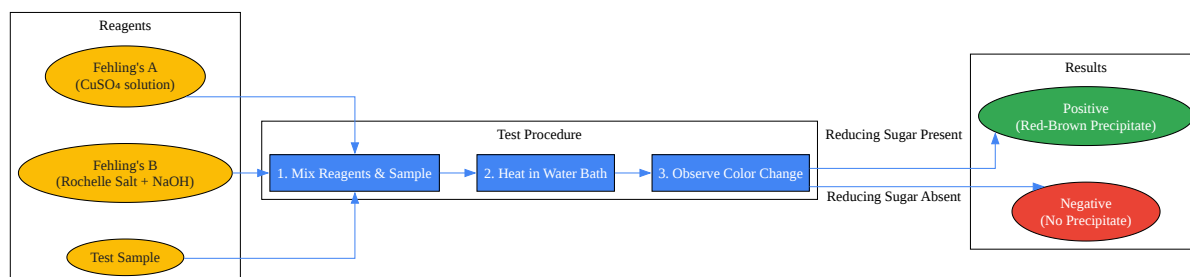 Reagents
Fehling's A
(CuSO₄ solution)
Fehling's B
(Rochelle Salt + NaOH)
Test Sample
Test Procedure
1. Mix Reagents & Sample
2. Heat in Water Bath
3. Observe Color Change
Reducing Sugar Present
Reducing Sugar Absent
Results
Positive
(Red-Brown Precipitate)
Negative
(No Precipitate)